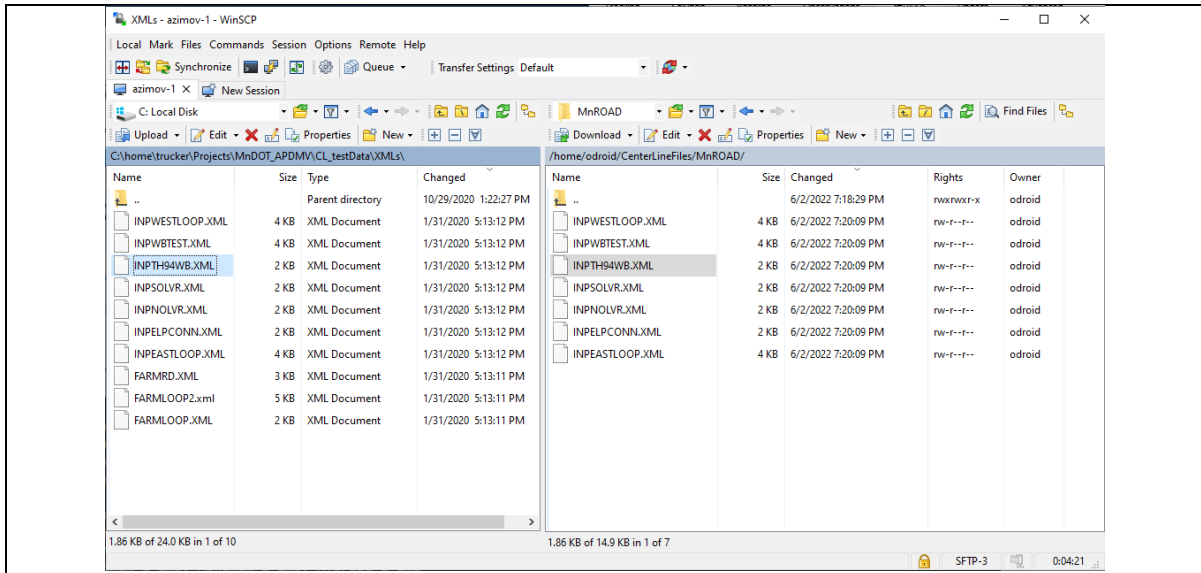 XMLs - azimov-1 - WinSCP
Local Mark Files Commands Session Options Remote Help
Synchronize Queue Transfer Settings Default
azimov-1 New Session
C: Local Disk MnROAD Find Files
Upload Edit Properties New Download Edit Properties New
C:\home\trucker\Projects\MnDOT_APDMV\CL_testData\XMLs\ /home/odroid/CenterLineFiles/MnROAD/
Name Size Type Changed Name Size Changed Rights Owner
.. Parent directory 10/29/2020 1:22:27 PM .. 6/2/2022 7:18:29 PM rwxrwxr-x odroid
INPWESTLOOP.XML 4 KB XML Document 1/31/2020 5:13:12 PM INPWESTLOOP.XML 4 KB 6/2/2022 7:20:09 PM rw-r--r-- odroid
INPWBTEST.XML 4 KB XML Document 1/31/2020 5:13:12 PM INPWBTEST.XML 4 KB 6/2/2022 7:20:09 PM rw-r--r-- odroid
INPTH94WB.XML 2 KB XML Document 1/31/2020 5:13:12 PM INPTH94WB.XML 2 KB 6/2/2022 7:20:09 PM rw-r--r-- odroid
INPSOLVR.XML 2 KB XML Document 1/31/2020 5:13:12 PM INPSOLVR.XML 2 KB 6/2/2022 7:20:09 PM rw-r--r-- odroid
INPNOLVR.XML 2 KB XML Document 1/31/2020 5:13:12 PM INPNOLVR.XML 2 KB 6/2/2022 7:20:09 PM rw-r--r-- odroid
INPELPCONN.XML 2 KB XML Document 1/31/2020 5:13:12 PM INPELPCONN.XML 2 KB 6/2/2022 7:20:09 PM rw-r--r-- odroid
INPEASTLOOP.XML 4 KB XML Document 1/31/2020 5:13:12 PM INPEASTLOOP.XML 4 KB 6/2/2022 7:20:09 PM rw-r--r-- odroid
FARMRD.XML 3 KB XML Document 1/31/2020 5:13:11 PM
FARMLOOP2.xml 5 KB XML Document 1/31/2020 5:13:11 PM
FARMLOOP.XML 2 KB XML Document 1/31/2020 5:13:11 PM
1.86 KB of 24.0 KB in 1 of 10 1.86 KB of 14.9 KB in 1 of 7
SFTP-3 0:04:21